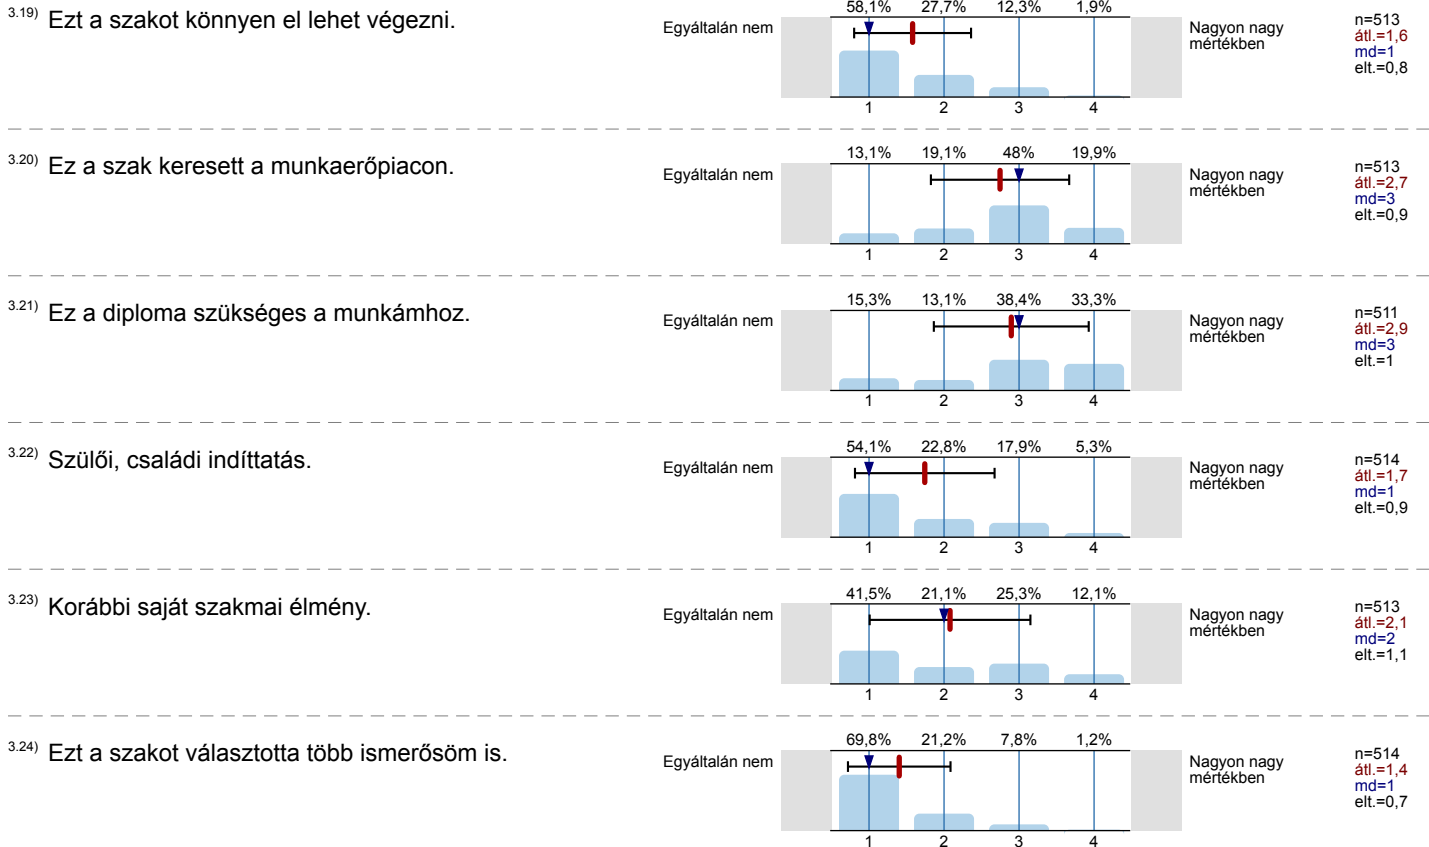 3.19) Ezt a szakot könnyen el lehet végezni.
Egyáltalán nem
58,1% 27,7% 12,3% 1,9%
1 2 3 4
Nagyon nagy
mértékben
n=513
átl.=1,6
md=1
elt.=0,8
3.20) Ez a szak keresett a munkaerőpiacon.
Egyáltalán nem
13,1% 19,1% 48% 19,9%
1 2 3 4
Nagyon nagy
mértékben
n=513
átl.=2,7
md=3
elt.=0,9
3.21) Ez a diploma szükséges a munkámhoz.
Egyáltalán nem
15,3% 13,1% 38,4% 33,3%
1 2 3 4
Nagyon nagy
mértékben
n=511
átl.=2,9
md=3
elt.=1
3.22) Szülői, családi indíttatás.
Egyáltalán nem
54,1% 22,8% 17,9% 5,3%
1 2 3 4
Nagyon nagy
mértékben
n=514
átl.=1,7
md=1
elt.=0,9
3.23) Korábbi saját szakmai élmény.
Egyáltalán nem
41,5% 21,1% 25,3% 12,1%
1 2 3 4
Nagyon nagy
mértékben
n=513
átl.=2,1
md=2
elt.=1,1
3.24) Ezt a szakot választotta több ismerősöm is.
Egyáltalán nem
69,8% 21,2% 7,8% 1,2%
1 2 3 4
Nagyon nagy
mértékben
n=514
átl.=1,4
md=1
elt.=0,7